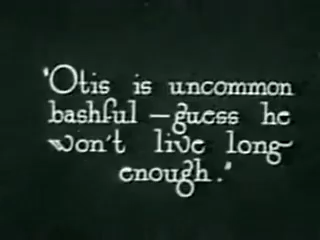 "Otis is uncommon
bashful — guess he
won't live long
enough."